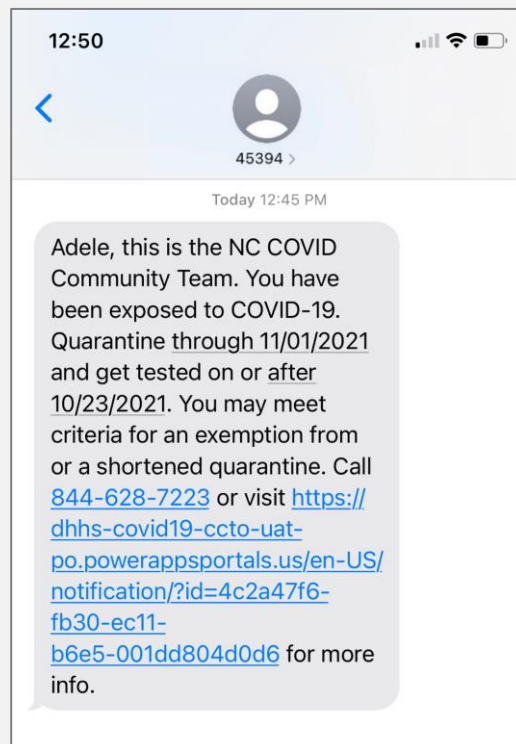 12:50
45394 >
Today 12:45 PM
Adele, this is the NC COVID
Community Team. You have
been exposed to COVID-19.
Quarantine through 11/01/2021
and get tested on or after
10/23/2021. You may meet
criteria for an exemption from
or a shortened quarantine. Call
844-628-7223 or visit https://
dhhs-covid19-ccto-uat-
po.powerappsportals.us/en-US/
notification/?id=4c2a47f6-
fb30-ec11-
b6e5-001dd804d0d6 for more
info.